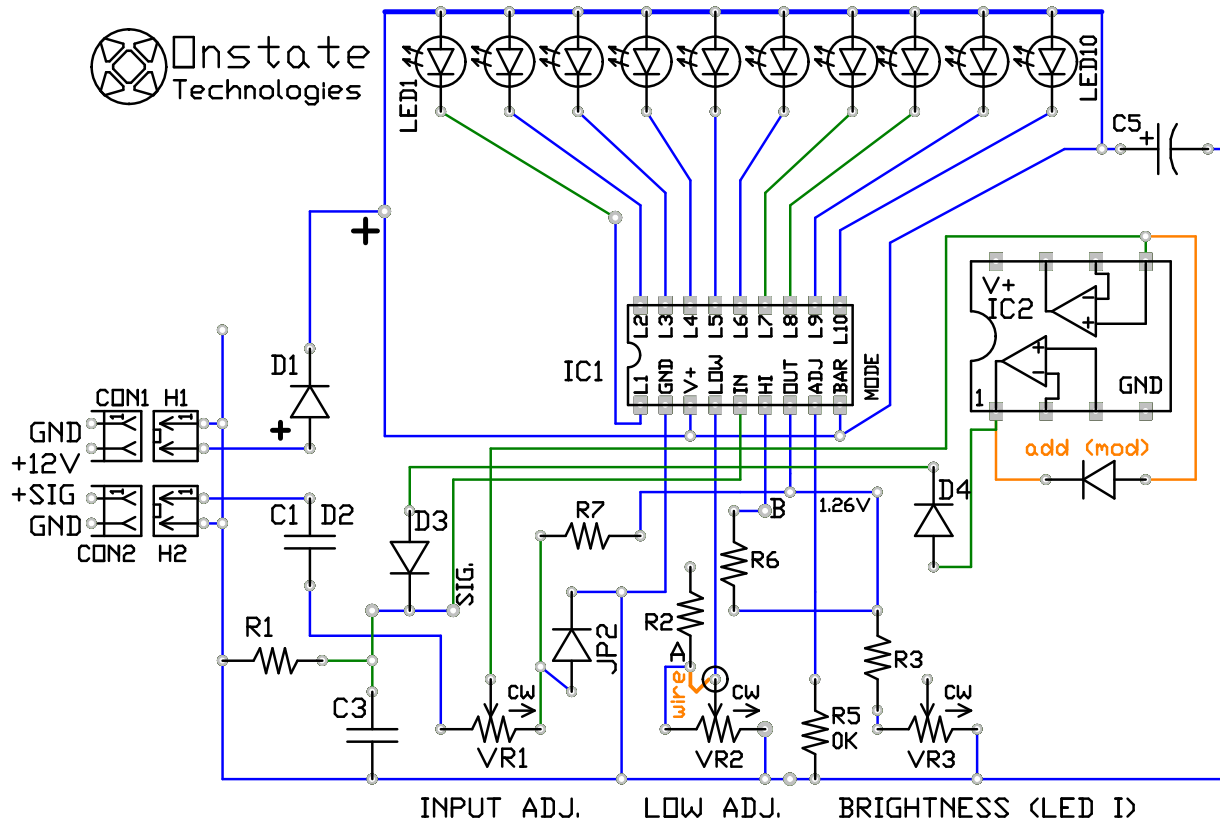 Onstate
Technologies
LED1
LED10
C5
+
+
L2 L3 L4 L5 L6 L7 L8 L9 L10
IC1
L1 GND V+ LOW IN HI OUT ADJ BAR
MODE
V+
IC2
+
-
+
-
1
GND
D1
+
CON1 H1
1 1
GND
+12V
+SIG
1 1
GND
CON2 H2
C1 D2
D3
SIG.
R7
B
1.26V
D4
add (mod)
R6
R1
R2
A
wire
JP2
R3
C3
CW
VR1
CW
VR2
R5
0K
CW
VR3
INPUT ADJ.
LOW ADJ.
BRIGHTNESS (LED I)